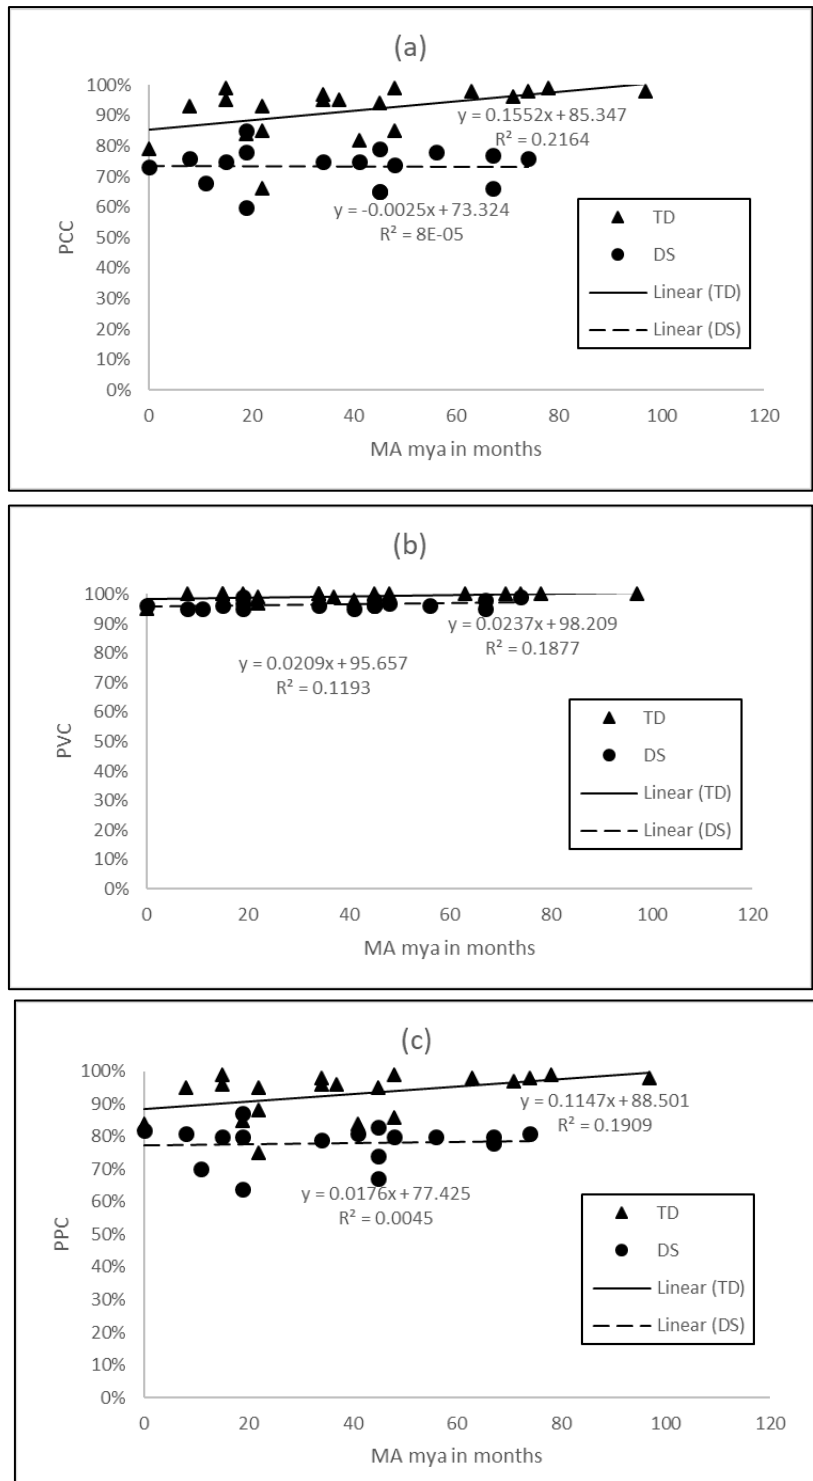 (a)
100%
90%
80%
70%
60%
50%
40%
30%
20%
10%
0%
PCC
y = 0.1552x + 85.347
R² = 0.2164
y = -0.0025x + 73.324
R² = 8E-05
TD
DS
Linear (TD)
Linear (DS)
0 20 40 60 80 100 120
MA mya in months
(b)
100%
90%
80%
70%
60%
50%
40%
30%
20%
10%
0%
PVC
y = 0.0237x + 98.209
R² = 0.1877
y = 0.0209x + 95.657
R² = 0.1193
TD
DS
Linear (TD)
Linear (DS)
0 20 40 60 80 100 120
MA mya in months
(c)
100%
90%
80%
70%
60%
50%
40%
30%
20%
10%
0%
PPC
y = 0.1147x + 88.501
R² = 0.1909
y = 0.0176x + 77.425
R² = 0.0045
TD
DS
Linear (TD)
Linear (DS)
0 20 40 60 80 100 120
MA mya in months